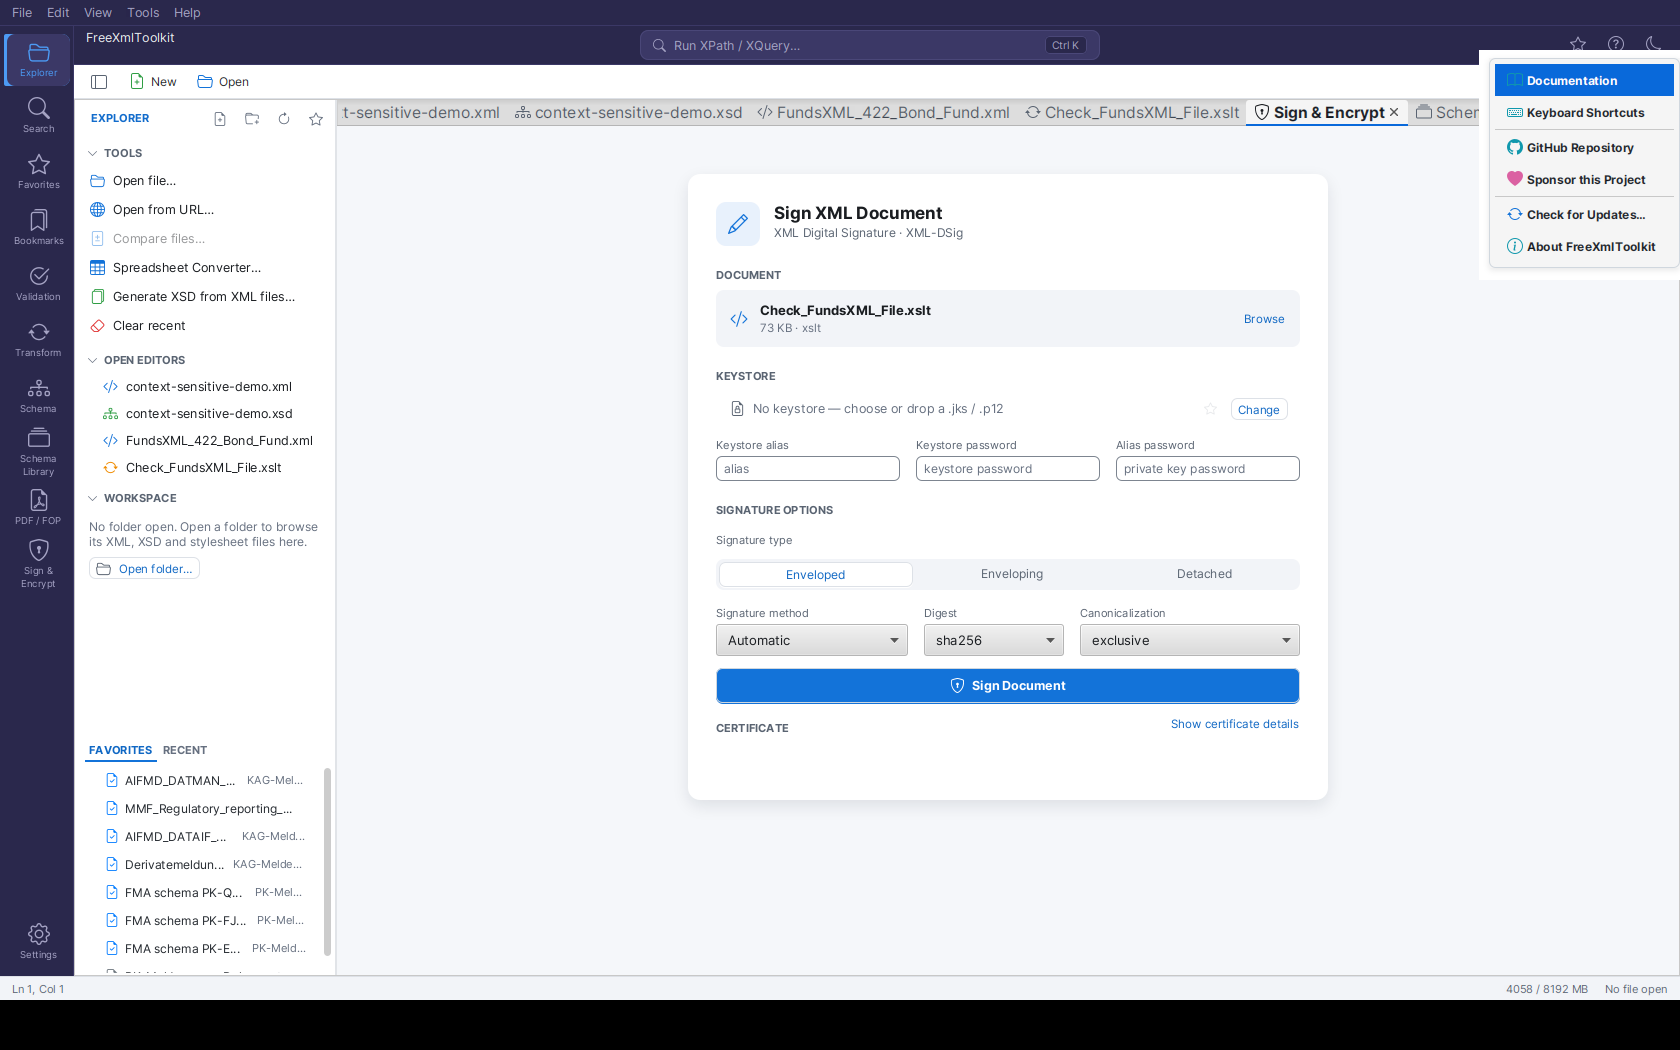 File Edit View Tools Help
FreeXmlToolkit
Run XPath / XQuery... Ctrl K
New Open
Explorer
Search
Favorites
Bookmarks
Validation
Transform
Schema
Schema
Library
PDF / FOP
Sign &
Encrypt
Settings
EXPLORER
TOOLS
Open file...
Open from URL...
Compare files...
Spreadsheet Converter...
Generate XSD from XML files...
Clear recent
OPEN EDITORS
context-sensitive-demo.xml
context-sensitive-demo.xsd
FundsXML_422_Bond_Fund.xml
Check_FundsXML_File.xslt
WORKSPACE
No folder open. Open a folder to browse
its XML, XSD and stylesheet files here.
Open folder...
FAVORITES RECENT
AIFMD_DATMAN_... KAG-Mel...
MMF_Regulatory_reporting_...
AIFMD_DATAIF_... KAG-Meld...
Derivatemeldun... KAG-Melde...
FMA schema PK-Q... PK-Mel...
FMA schema PK-FJ... PK-Mel...
FMA schema PK-E... PK-Meld...
t-sensitive-demo.xml context-sensitive-demo.xsd FundsXML_422_Bond_Fund.xml Check_FundsXML_File.xslt Sign & Encrypt Schem
Sign XML Document
XML Digital Signature · XML-DSig
DOCUMENT
Check_FundsXML_File.xslt
73 KB · xslt
Browse
KEYSTORE
No keystore — choose or drop a .jks / .p12
Change
Keystore alias Keystore password Alias password
alias keystore password private key password
SIGNATURE OPTIONS
Signature type
Enveloped Enveloping Detached
Signature method Digest Canonicalization
Automatic sha256 exclusive
Sign Document
CERTIFICATE Show certificate details
Documentation
Keyboard Shortcuts
GitHub Repository
Sponsor this Project
Check for Updates...
About FreeXmlToolkit
Ln 1, Col 1 4058 / 8192 MB No file open